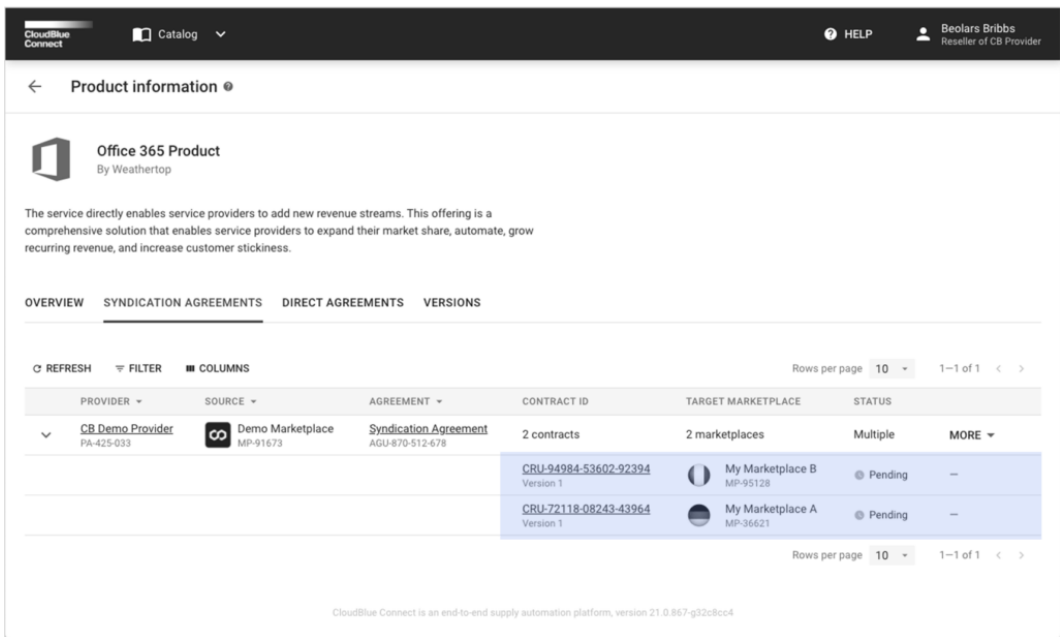 CloudBlue
Connect
Catalog
HELP
Beolars Bribbs
Reseller of CB Provider
Product information
Office 365 Product
By Weathertop
The service directly enables service providers to add new revenue streams. This offering is a
comprehensive solution that enables service providers to expand their market share, automate, grow
recurring revenue, and increase customer stickiness.
OVERVIEW SYNDICATION AGREEMENTS DIRECT AGREEMENTS VERSIONS
REFRESH FILTER COLUMNS Rows per page 10 1–1 of 1
PROVIDER SOURCE AGREEMENT CONTRACT ID TARGET MARKETPLACE STATUS
CB Demo Provider Demo Marketplace Syndication Agreement 2 contracts 2 marketplaces Multiple MORE
PA-425-033 MP-91673 AGU-870-512-678
CRU-94984-53602-92394 My Marketplace B Pending –
Version 1 MP-95128
CRU-72118-08243-43964 My Marketplace A Pending –
Version 1 MP-36621
Rows per page 10 1–1 of 1
CloudBlue Connect is an end-to-end supply automation platform, version 21.0.867-g32c8cc4